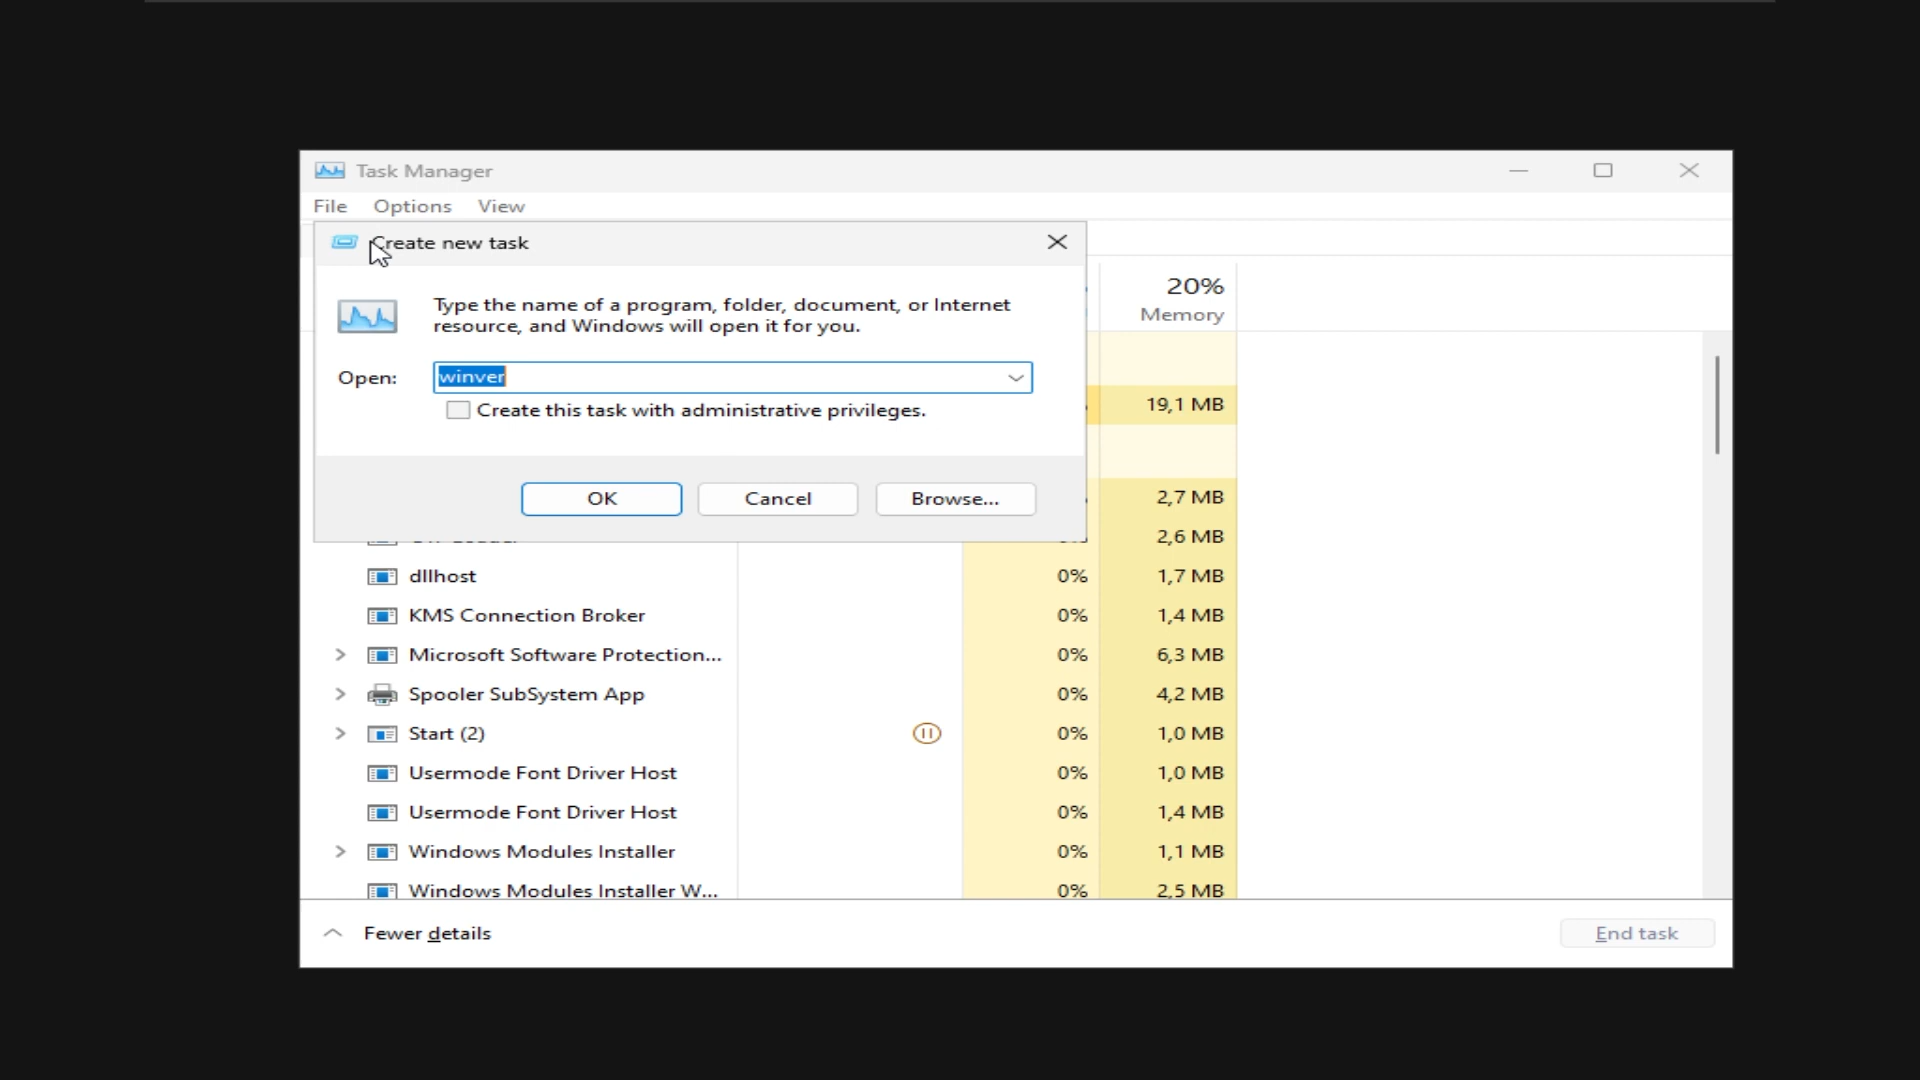 Task Manager
File Options View
Create new task
Type the name of a program, folder, document, or Internet
resource, and Windows will open it for you.
Open: winver
Create this task with administrative privileges.
OK Cancel Browse...
20%
Memory
19,1 MB
2,7 MB
2,6 MB
dllhost 0% 1,7 MB
KMS Connection Broker 0% 1,4 MB
Microsoft Software Protection... 0% 6,3 MB
Spooler SubSystem App 0% 4,2 MB
Start (2) 0% 1,0 MB
Usermode Font Driver Host 0% 1,0 MB
Usermode Font Driver Host 0% 1,4 MB
Windows Modules Installer 0% 1,1 MB
Windows Modules Installer W... 0% 2,5 MB
Fewer details
End task